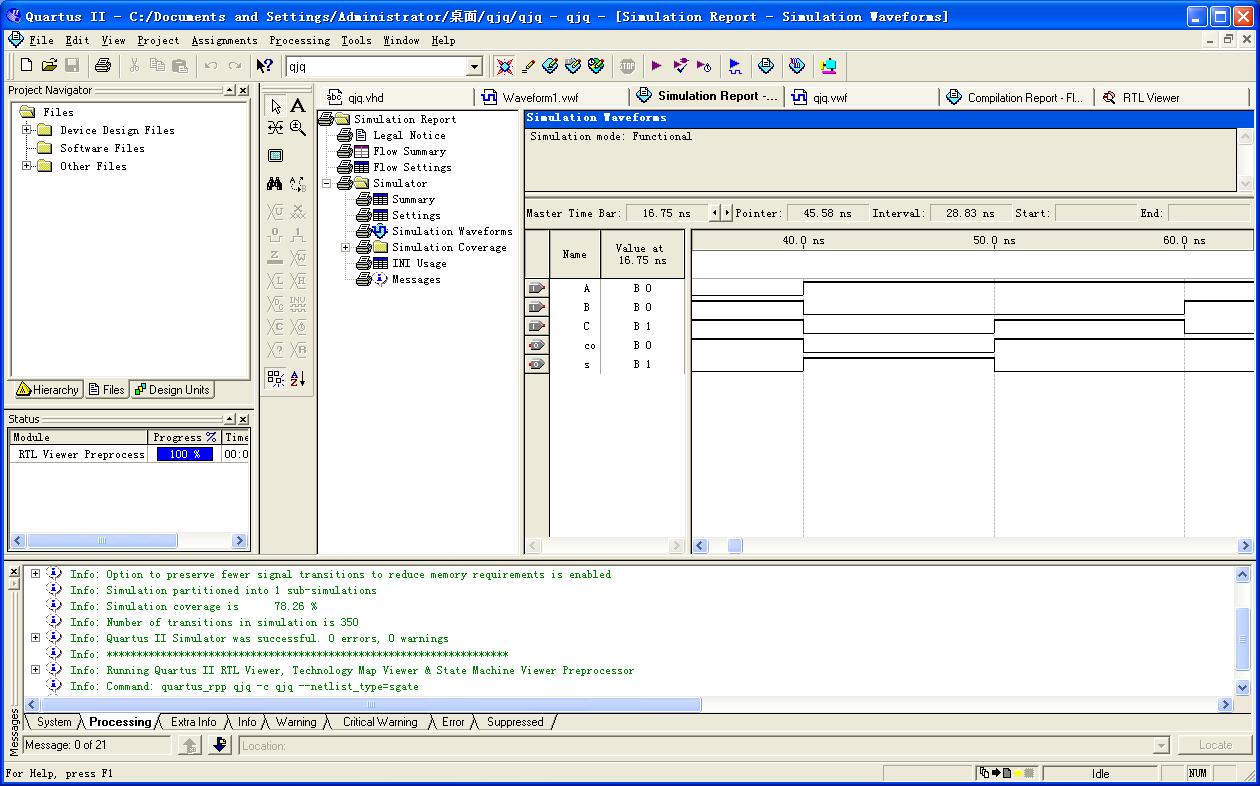 Quartus II - C:/Documents and Settings/Administrator/桌面/qjq/qjq - qjq - [Simulation Report - Simulation Waveforms]
File Edit View Project Assignments Processing Tools Window Help
qjq
STOP
Project Navigator
Files
Device Design Files
Software Files
Other Files
Hierarchy Files Design Units
Status
Module Progress % Time
RTL Viewer Preprocess 100 % 00:0
abc qjq.vhd Waveform1.vwf Simulation Report -... qjq.vwf Compilation Report - Fl... RTL Viewer
Simulation Report
Legal Notice
Flow Summary
Flow Settings
Simulator
Summary
Settings
Simulation Waveforms
Simulation Coverage
INI Usage
Messages
Simulation Waveforms
Simulation mode: Functional
Master Time Bar: 16.75 ns Pointer: 45.58 ns Interval: 28.83 ns Start: End:
Name Value at 16.75 ns
40.0 ns 50.0 ns 60.0 ns
A B 0
B B 0
C B 1
co B 0
s B 1
Info: Option to preserve fewer signal transitions to reduce memory requirements is enabled
Info: Simulation partitioned into 1 sub-simulations
Info: Simulation coverage is 78.26 %
Info: Number of transitions in simulation is 350
Info: Quartus II Simulator was successful. 0 errors, 0 warnings
Info: *******************************************************************
Info: Running Quartus II RTL Viewer, Technology Map Viewer & State Machine Viewer Preprocessor
Info: Command: quartus_rpp qjq -c qjq --netlist_type=sgate
System Processing Extra Info Info Warning Critical Warning Error Suppressed
Messages
Message: 0 of 21 Location: Locate
For Help, press F1 Idle NUM